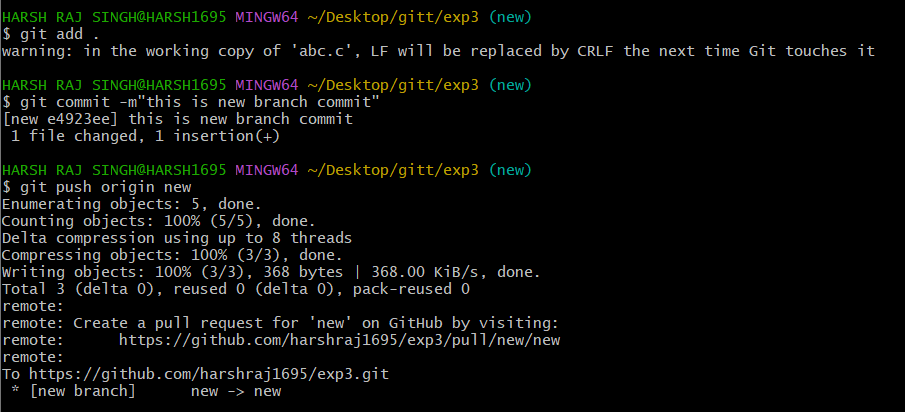 HARSH RAJ SINGH@HARSH1695 MINGW64 ~/Desktop/gitt/exp3 (new)
$ git add .
warning: in the working copy of 'abc.c', LF will be replaced by CRLF the next time Git touches it
HARSH RAJ SINGH@HARSH1695 MINGW64 ~/Desktop/gitt/exp3 (new)
$ git commit -m"this is new branch commit"
[new e4923ee] this is new branch commit
 1 file changed, 1 insertion(+)
HARSH RAJ SINGH@HARSH1695 MINGW64 ~/Desktop/gitt/exp3 (new)
$ git push origin new
Enumerating objects: 5, done.
Counting objects: 100% (5/5), done.
Delta compression using up to 8 threads
Compressing objects: 100% (3/3), done.
Writing objects: 100% (3/3), 368 bytes | 368.00 KiB/s, done.
Total 3 (delta 0), reused 0 (delta 0), pack-reused 0
remote:
remote: Create a pull request for 'new' on GitHub by visiting:
remote:      https://github.com/harshraj1695/exp3/pull/new/new
remote:
To https://github.com/harshraj1695/exp3.git
 * [new branch]      new -> new